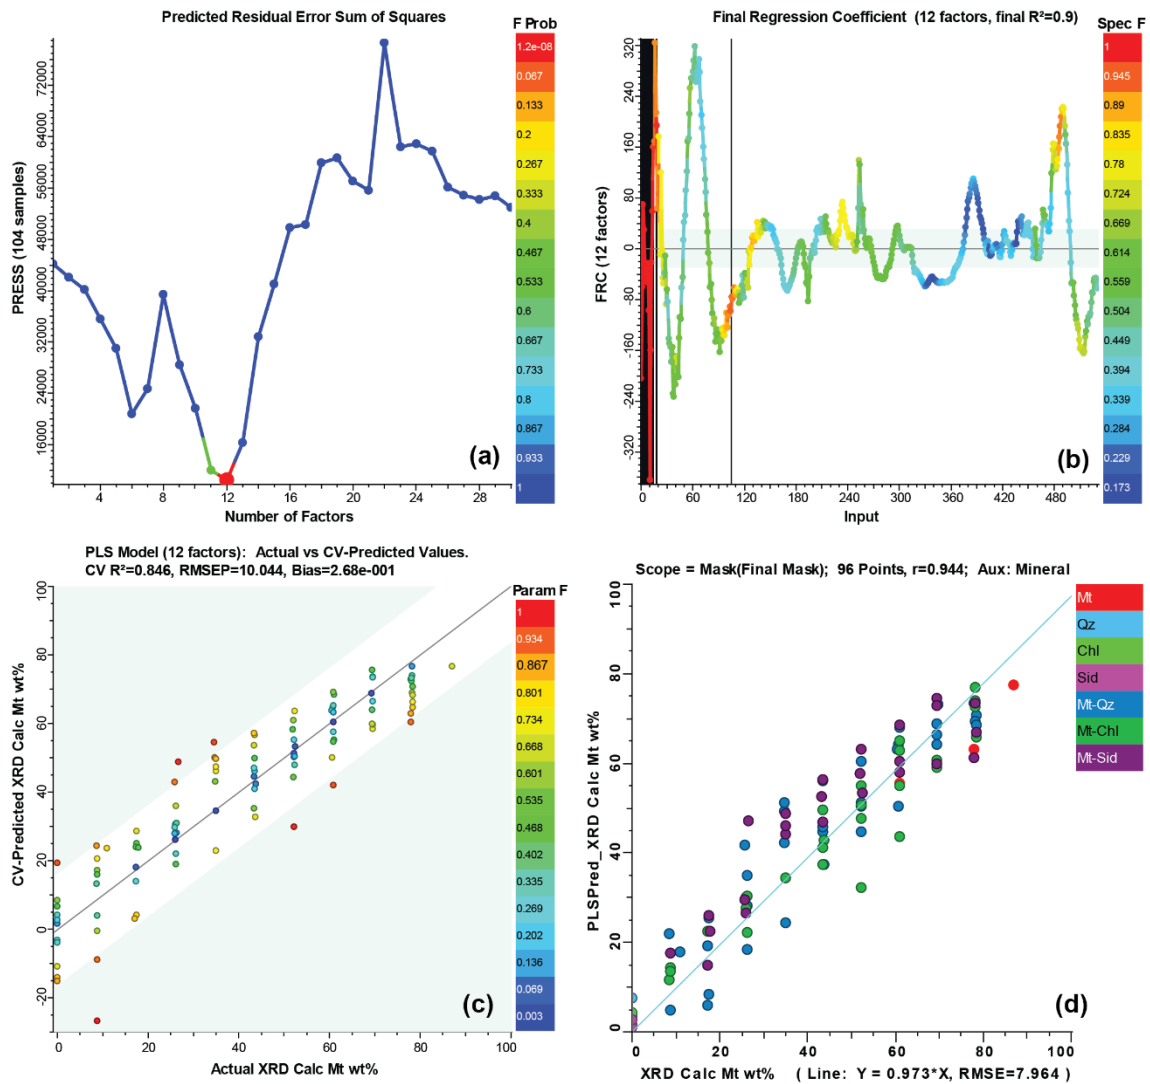 Predicted Residual Error Sum of Squares
F Prob
1.2e-08
0.067
0.133
0.2
0.267
0.333
0.4
0.467
0.533
0.6
0.667
0.733
0.8
0.867
0.933
1
PRESS (104 samples)
72000
64000
56000
48000
40000
32000
24000
16000
4 8 12 16 20 24 28
Number of Factors
(a)
Final Regression Coefficient (12 factors, final R²=0.9)
Spec F
1
0.945
0.89
0.835
0.78
0.724
0.669
0.614
0.559
0.504
0.449
0.394
0.339
0.284
0.229
0.173
FRC (12 factors)
320
240
160
80
0
-80
-160
-240
-320
0 60 120 180 240 300 360 420 480
Input
(b)
PLS Model (12 factors): Actual vs CV-Predicted Values.
CV R²=0.846, RMSEP=10.044, Bias=2.68e-001
Param F
1
0.934
0.867
0.801
0.734
0.668
0.601
0.535
0.468
0.402
0.335
0.269
0.202
0.136
0.069
0.003
CV-Predicted XRD Calc Mt wt%
100
80
60
40
20
0
20
0 20 40 60 80 100
Actual XRD Calc Mt wt%
(c)
Scope = Mask(Final Mask); 96 Points, r=0.944; Aux: Mineral
Mt
Qz
Chl
Sid
Mt-Qz
Mt-Chl
Mt-Sid
PLSPred_XRD Calc Mt wt%
100
80
60
40
20
0
0 20 40 60 80 100
XRD Calc Mt wt% ( Line: Y = 0.973*X, RMSE=7.964 )
(d)